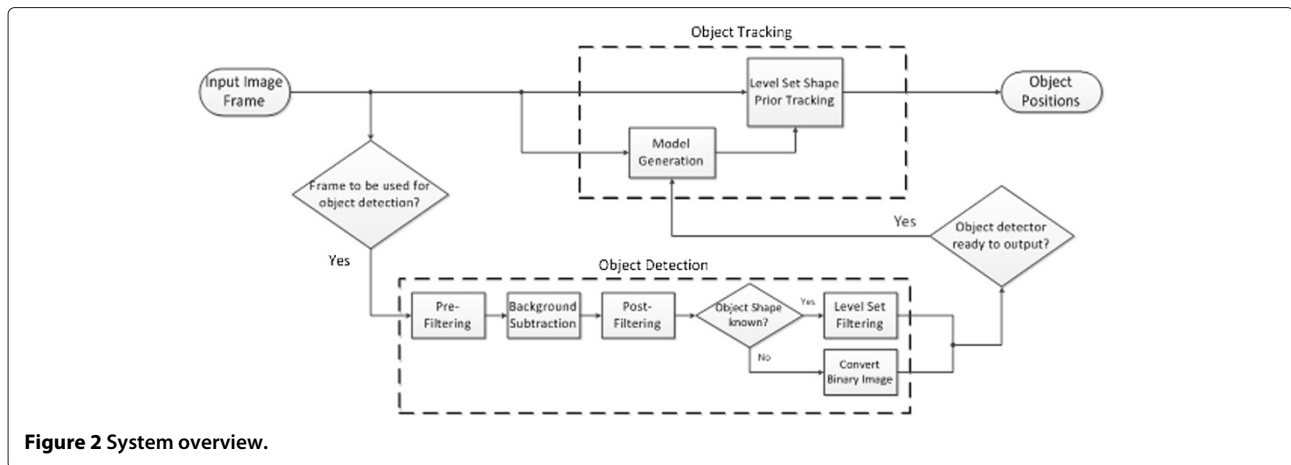 Object Tracking
Input Image
Frame
Level Set Shape
Prior Tracking
Object
Positions
Model
Generation
Frame to be used for
object detection?
Yes
Object detector
ready to output?
Yes
Object Detection
Pre-
Filtering
Background
Subtraction
Post-
Filtering
Object Shape
known?
Yes
Level Set
Filtering
No
Convert
Binary Image
Figure 2 System overview.